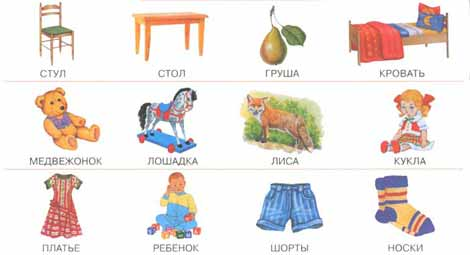 СТУЛ СТОЛ ГРУША КРОВАТЬ
МЕДВЕЖОНОК ЛОШАДКА ЛИСА КУКЛА
ПЛАТЬЕ РЕБЕНОК ШОРТЫ НОСКИ